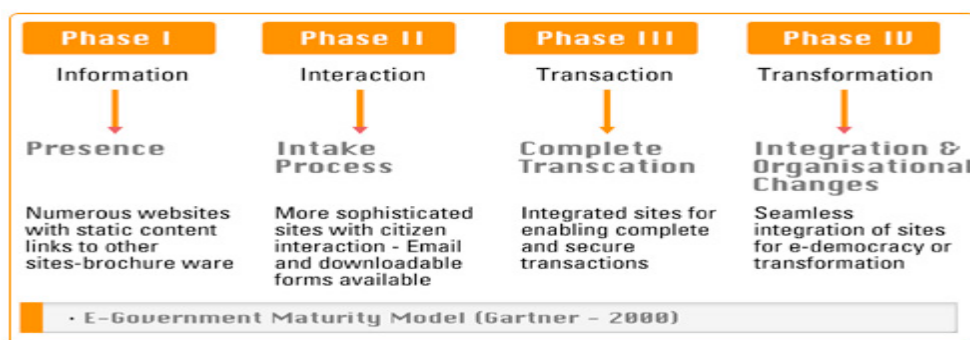 Phase I
Information
Presence
Numerous websites
with static content
links to other
sites-brochure ware
Phase II
Interaction
Intake
Process
More sophisticated
sites with citizen
interaction - Email
and downloadable
forms available
Phase III
Transaction
Complete
Transcation
Integrated sites for
enabling complete
and secure
transactions
Phase IV
Transformation
Integration &
Organisational
Changes
Seamless
integration of sites
for e-democracy or
transformation
• E-Government Maturity Model (Gartner - 2000)